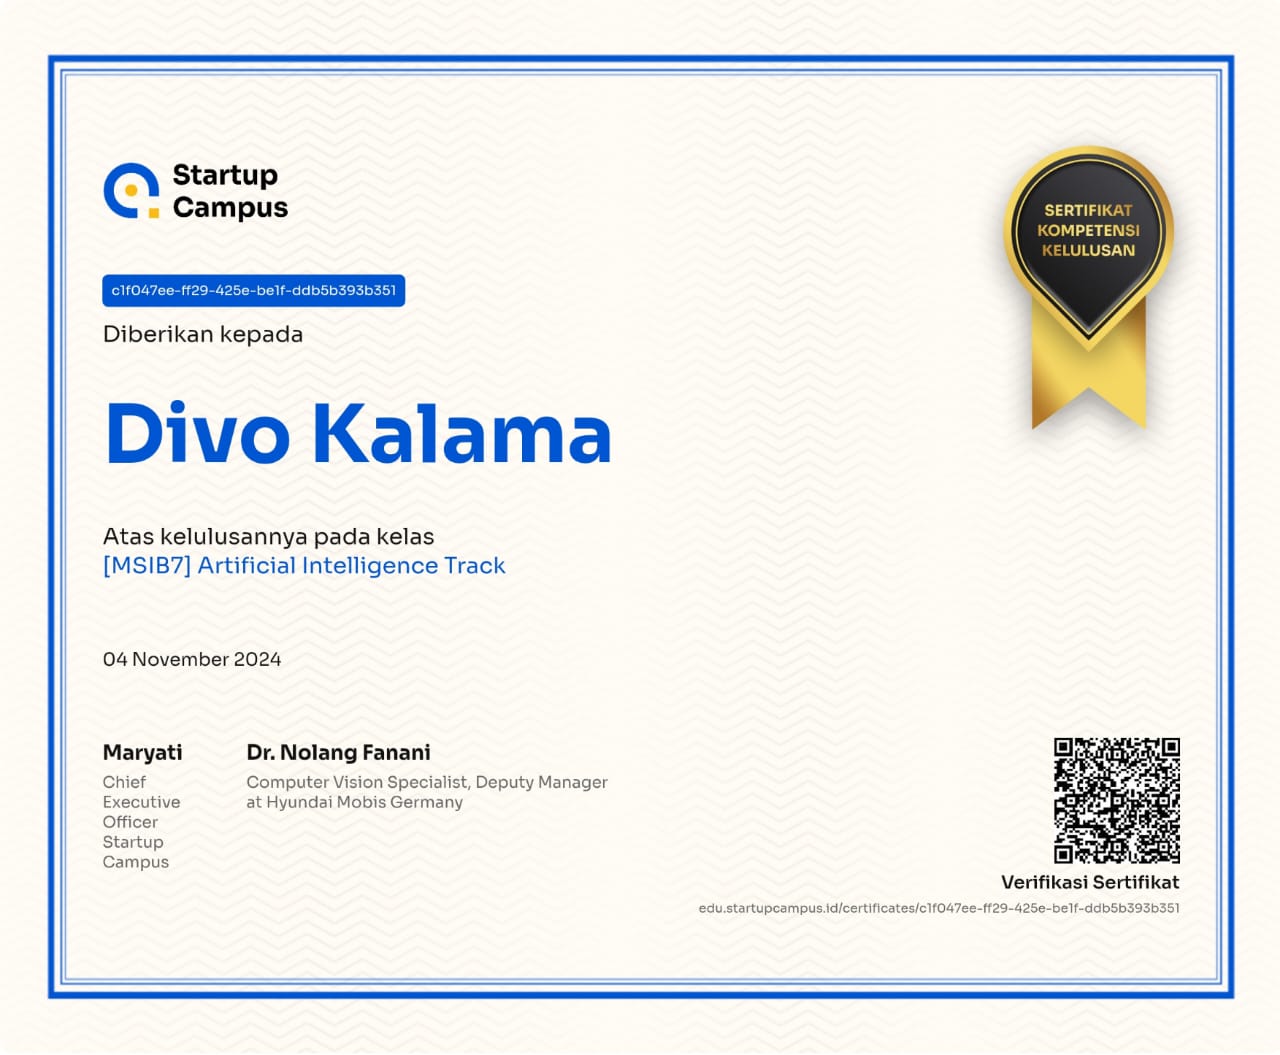 Startup
Campus
SERTIFIKAT
KOMPETENSI
KELULUSAN
c1f047ee-ff29-425e-be1f-ddb5b393b351
Diberikan kepada
Divo Kalama
Atas kelulusannya pada kelas
[MSIB7] Artificial Intelligence Track
04 November 2024
Maryati
Chief
Executive
Officer
Startup
Campus
Dr. Nolang Fanani
Computer Vision Specialist, Deputy Manager
at Hyundai Mobis Germany
Verifikasi Sertifikat
edu.startupcampus.id/certificates/c1f047ee-ff29-425e-be1f-ddb5b393b351